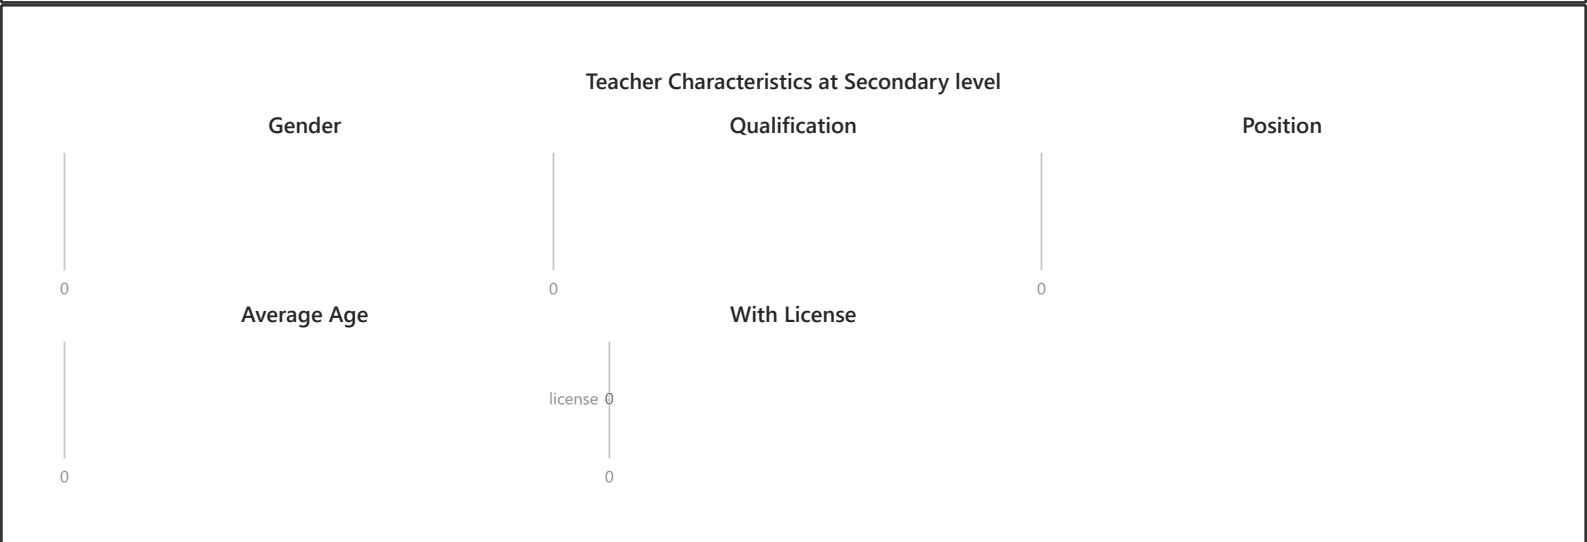 Teacher Characteristics at Secondary level
Gender Qualification Position
0 0 0
Average Age With License
license 0
0 0